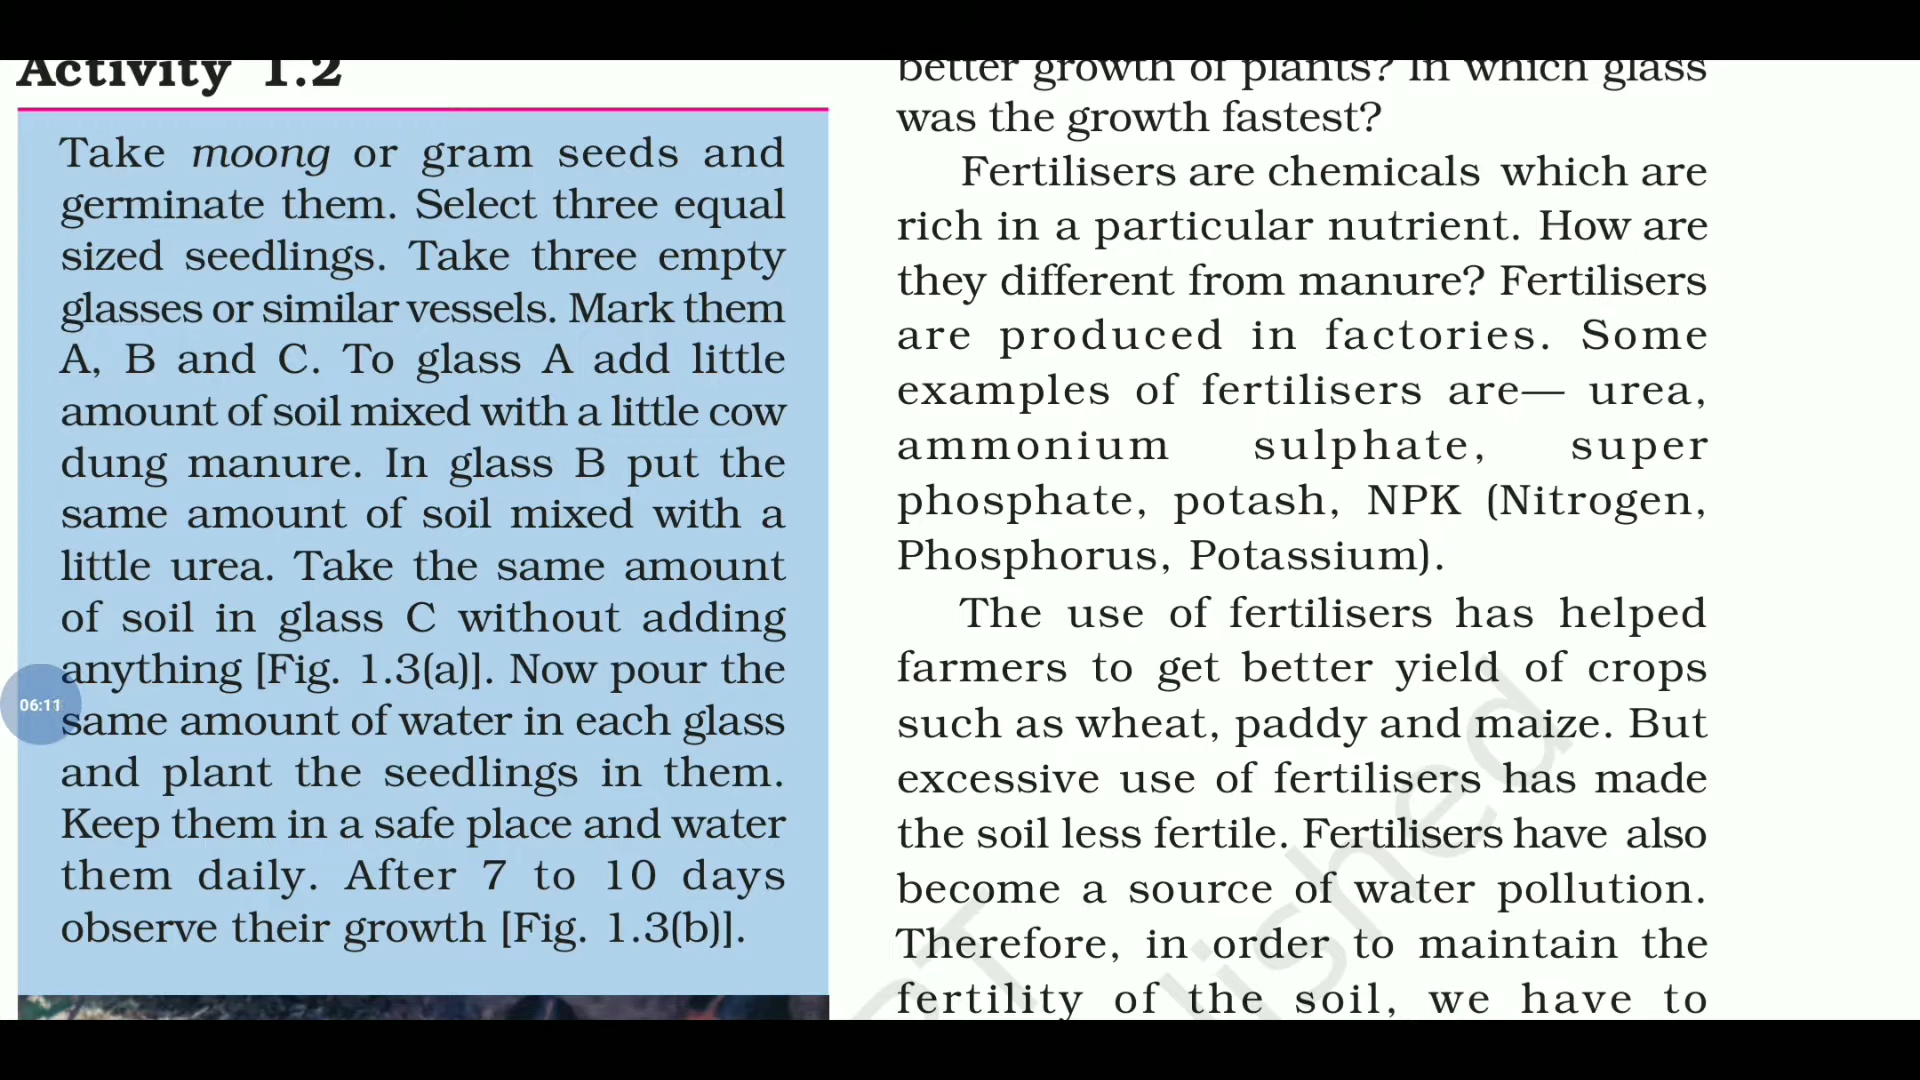 Activity 1.2
Take moong or gram seeds and
germinate them. Select three equal
sized seedlings. Take three empty
glasses or similar vessels. Mark them
A, B and C. To glass A add little
amount of soil mixed with a little cow
dung manure. In glass B put the
same amount of soil mixed with a
little urea. Take the same amount
of soil in glass C without adding
anything [Fig. 1.3(a)]. Now pour the
same amount of water in each glass
and plant the seedlings in them.
Keep them in a safe place and water
them daily. After 7 to 10 days
observe their growth [Fig. 1.3(b)].
06:11
better growth of plants? In which glass
was the growth fastest?
Fertilisers are chemicals which are
rich in a particular nutrient. How are
they different from manure? Fertilisers
are produced in factories. Some
examples of fertilisers are— urea,
ammonium sulphate, super
phosphate, potash, NPK (Nitrogen,
Phosphorus, Potassium).
The use of fertilisers has helped
farmers to get better yield of crops
such as wheat, paddy and maize. But
excessive use of fertilisers has made
the soil less fertile. Fertilisers have also
become a source of water pollution.
Therefore, in order to maintain the
fertility of the soil, we have to